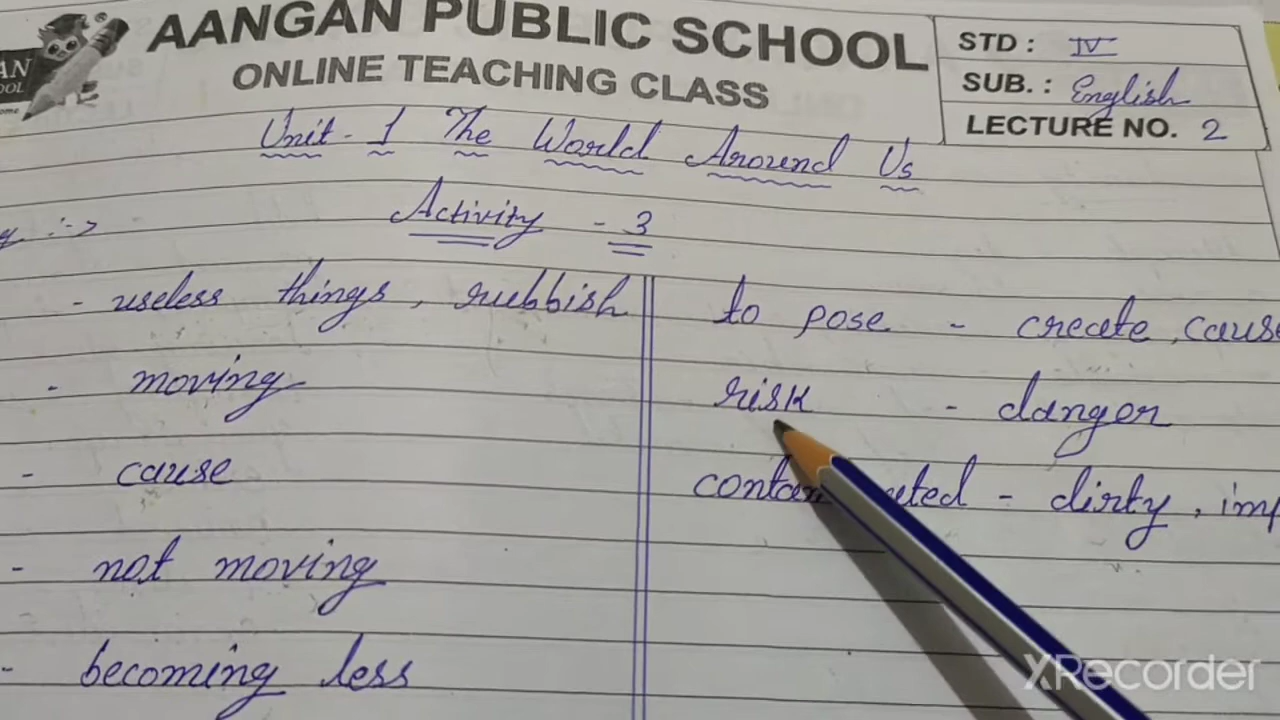 AANGAN PUBLIC SCHOOL
ONLINE TEACHING CLASS
STD : IV
SUB. : English
LECTURE NO. 2
Unit - 1 The World Around Us
Activity - 3
- useless things, rubbish
to pose - create, cause
- moving
risk - danger
- cause
- dirty,
- not moving
- becoming less
XRecorder